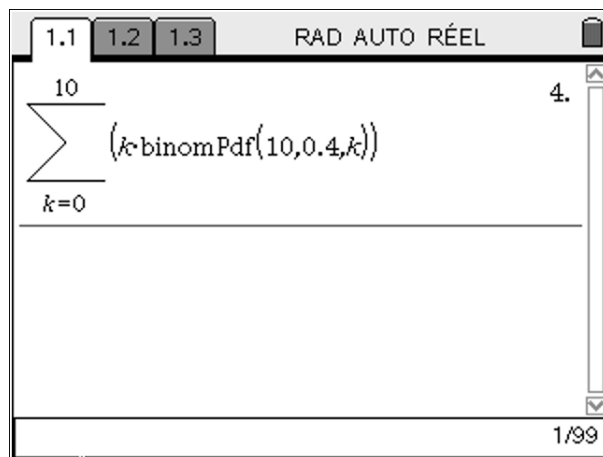 1.1 1.2 1.3 RAD AUTO RÉEL
10
∑ (k·binomPdf(10,0.4,k)) 4.
k=0
1/99